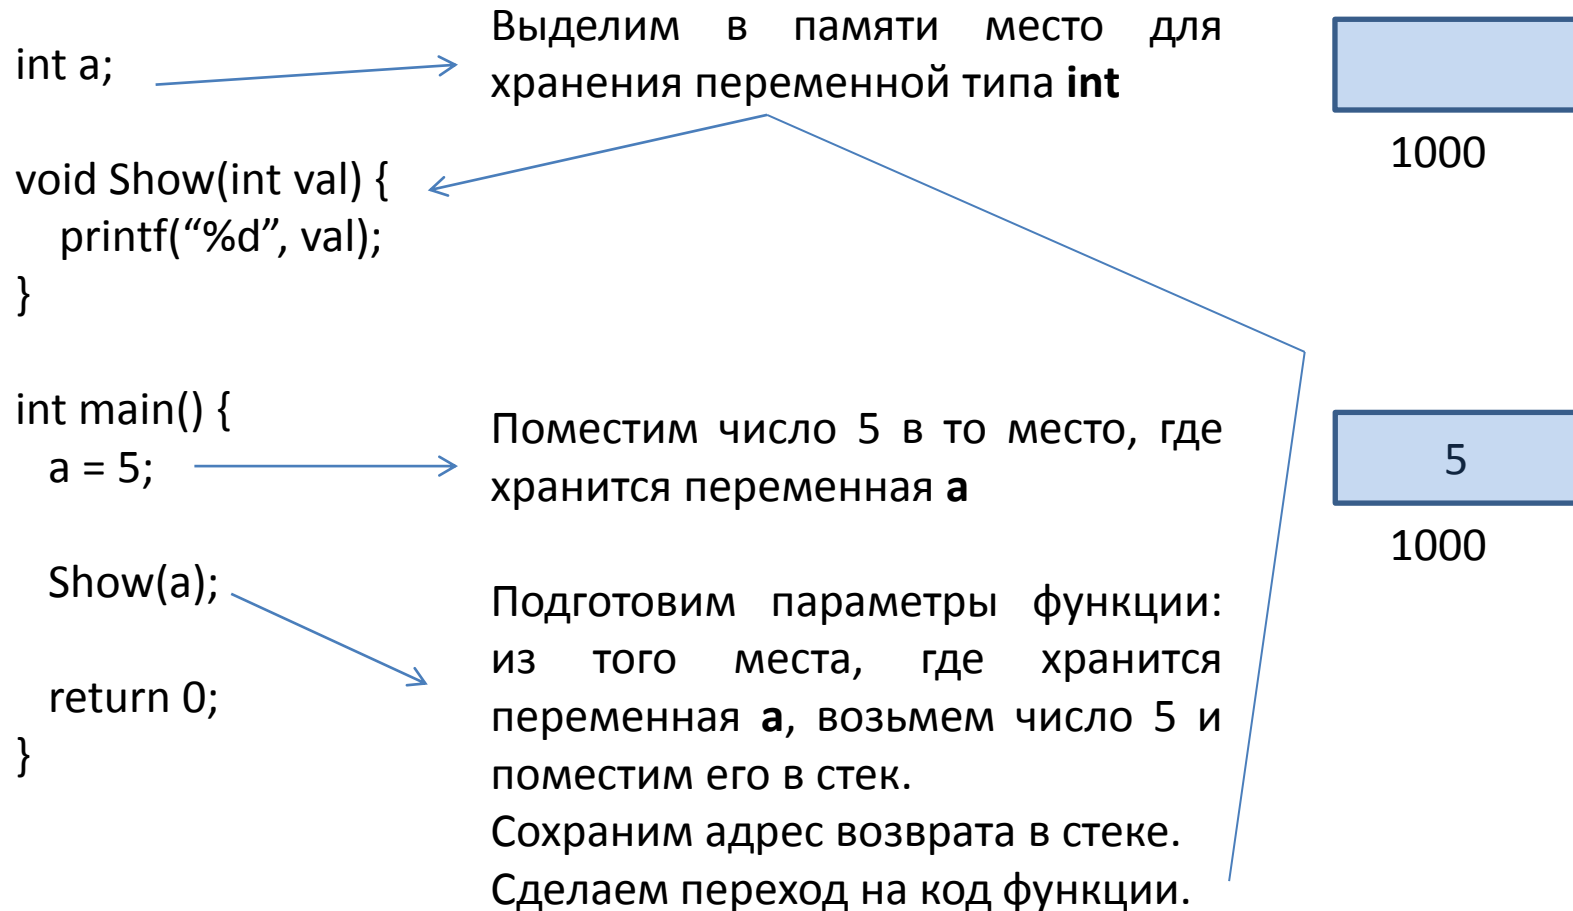 int a;
void Show(int val) {
printf(“%d”, val);
}
int main() {
a = 5;
Show(a);
return 0;
}
Выделим в памяти место для
хранения переменной типа int
Поместим число 5 в то место, где
хранится переменная a
Подготовим параметры функции:
из того места, где хранится
переменная a, возьмем число 5 и
поместим его в стек.
Сохраним адрес возврата в стеке.
Сделаем переход на код функции.
1000
5
1000